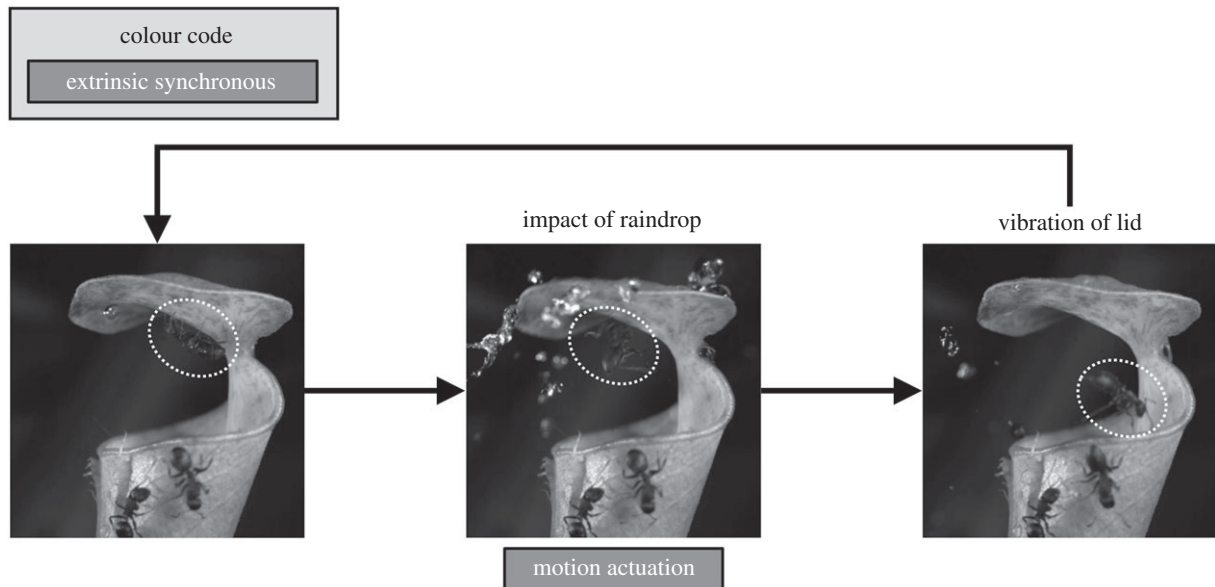 colour code
extrinsic synchronous
impact of raindrop
vibration of lid
motion actuation